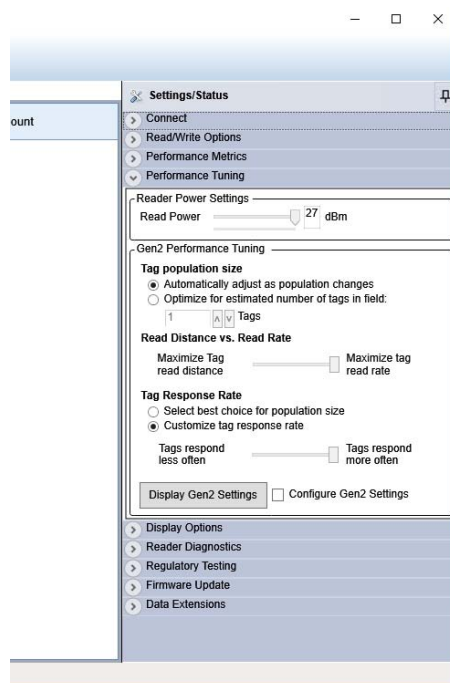 Settings/Status
ount
Connect
Read/Write Options
Performance Metrics
Performance Tuning
Reader Power Settings
Read Power 27 dBm
Gen2 Performance Tuning
Tag population size
Automatically adjust as population changes
Optimize for estimated number of tags in field:
1 Tags
Read Distance vs. Read Rate
Maximize Tag Maximize tag
read distance read rate
Tag Response Rate
Select best choice for population size
Customize tag response rate
Tags respond Tags respond
less often more often
Display Gen2 Settings Configure Gen2 Settings
Display Options
Reader Diagnostics
Regulatory Testing
Firmware Update
Data Extensions